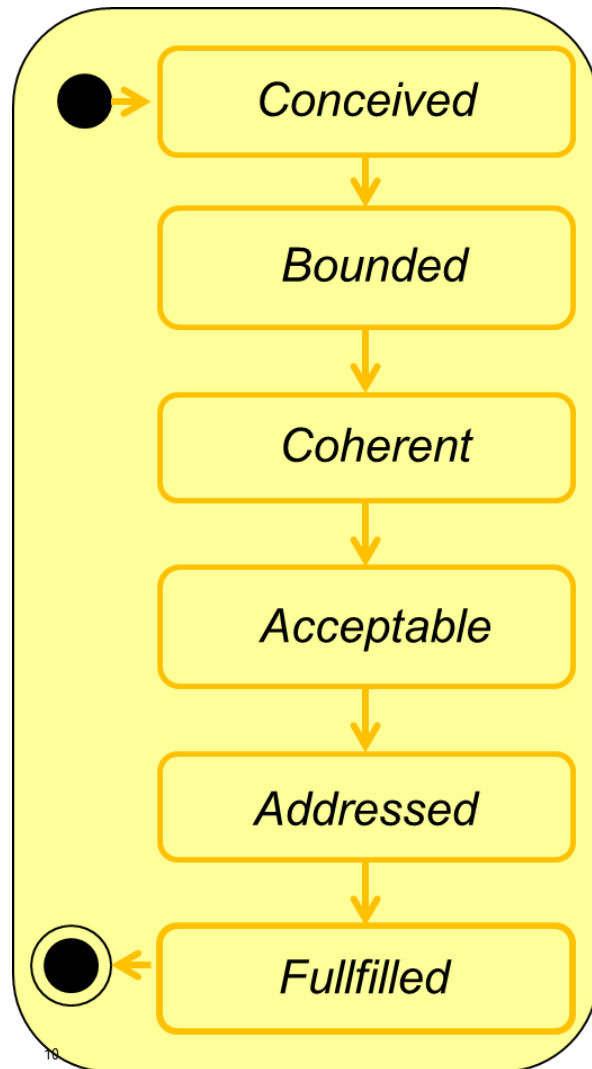 Conceived
Bounded
Coherent
Acceptable
Addressed
Fullfilled
10